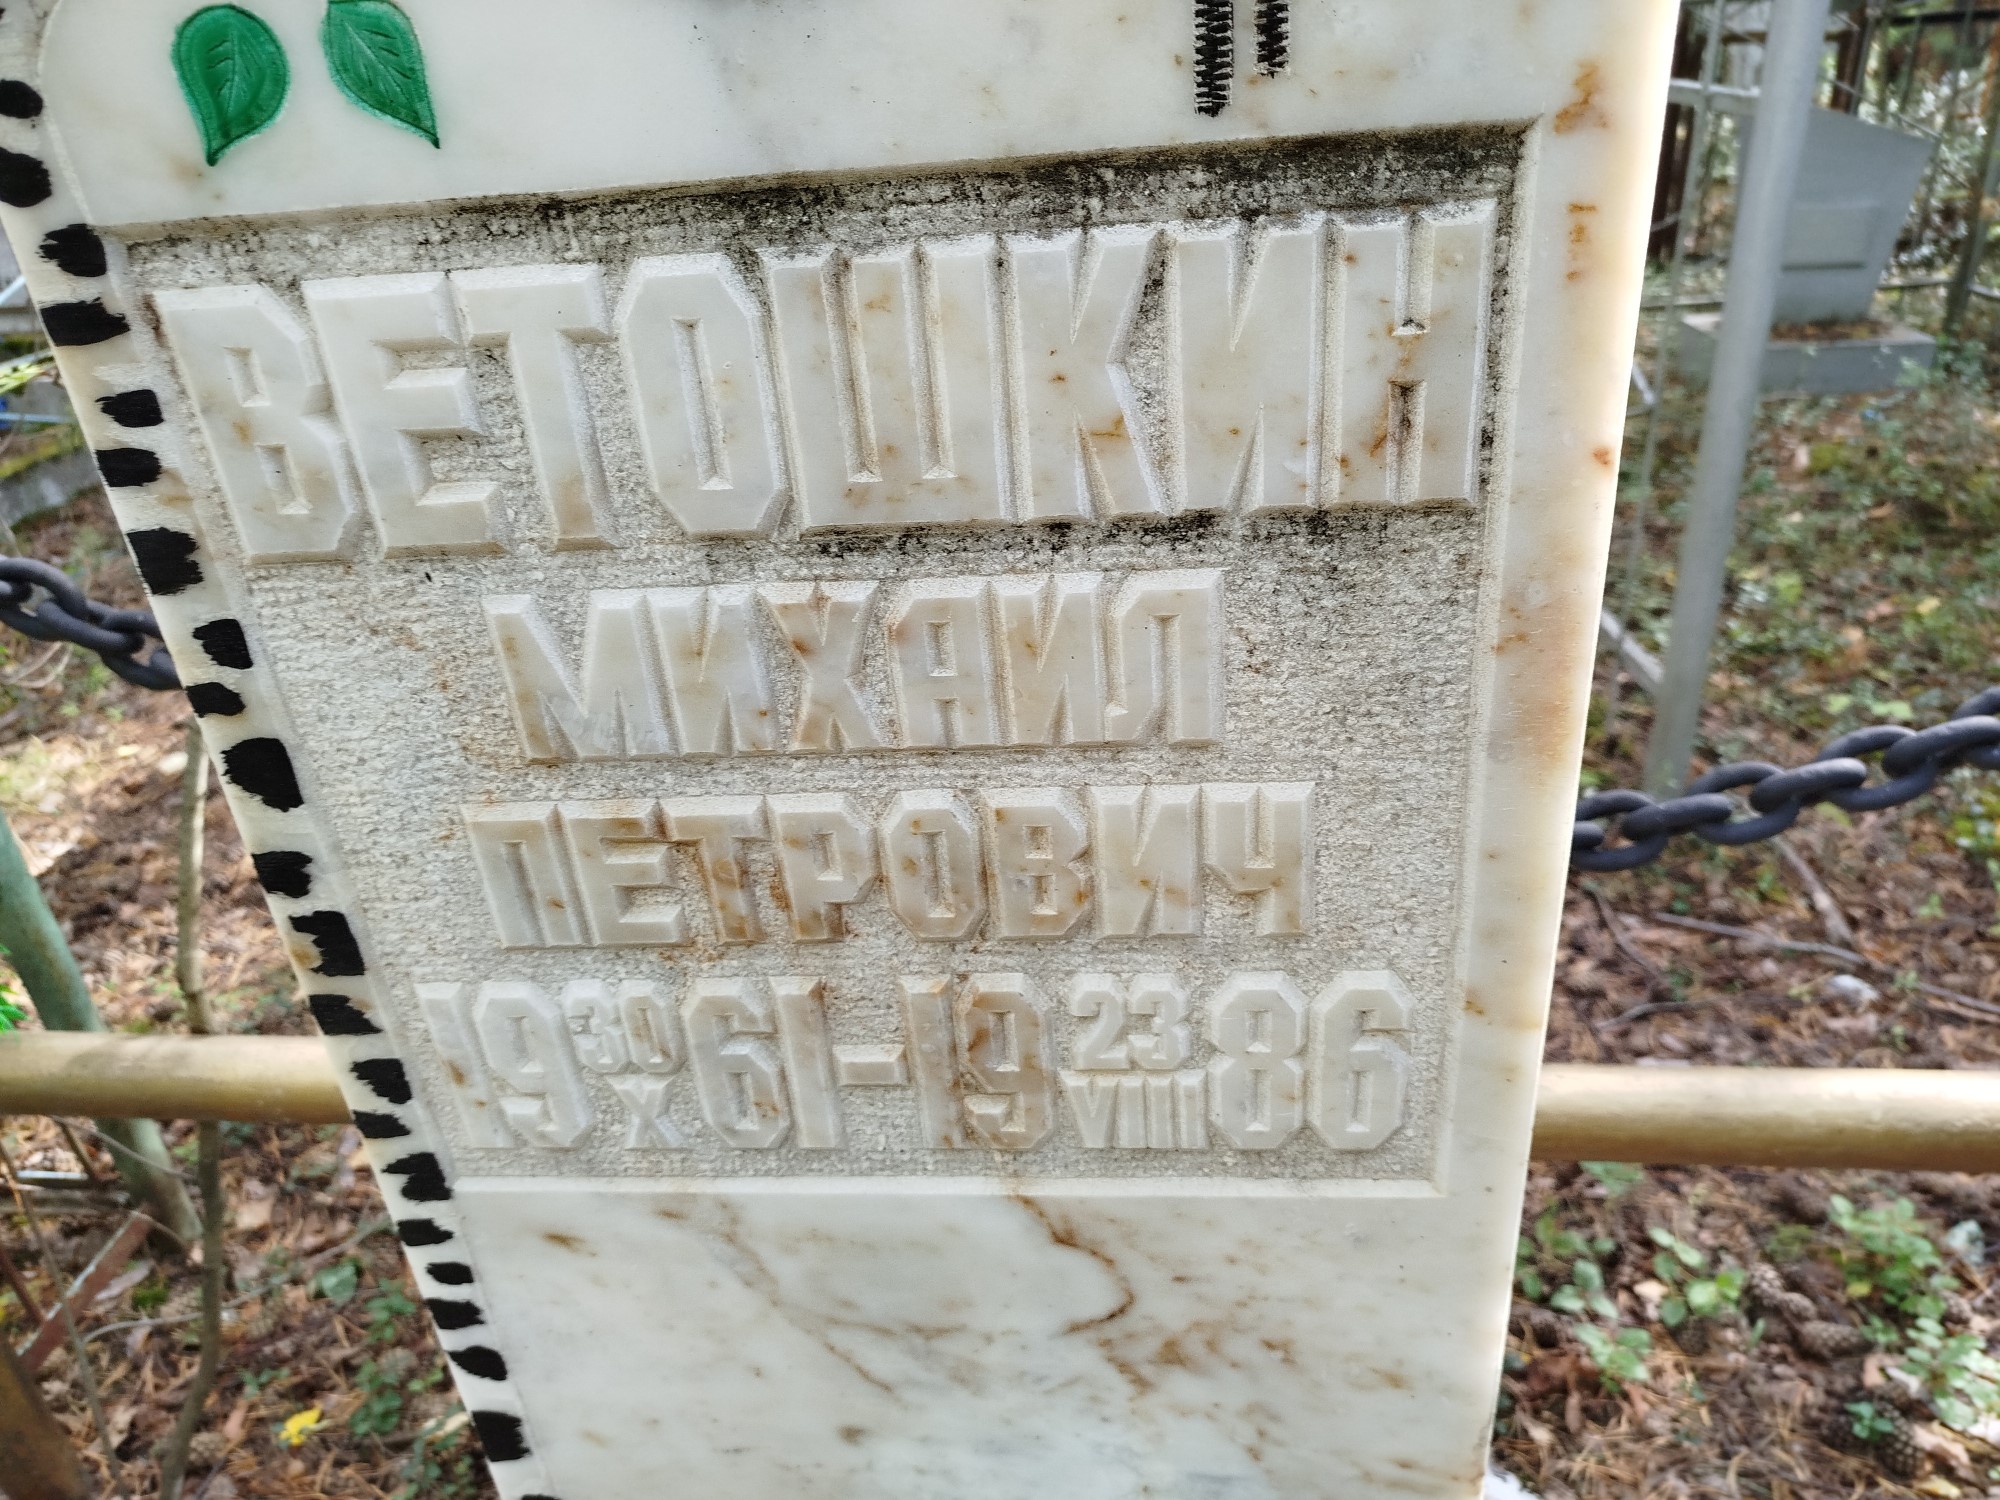 ВЕТОШКИН
МИХАИЛ
ПЕТРОВИЧ
19 30/X 61-19 23/VIII 86